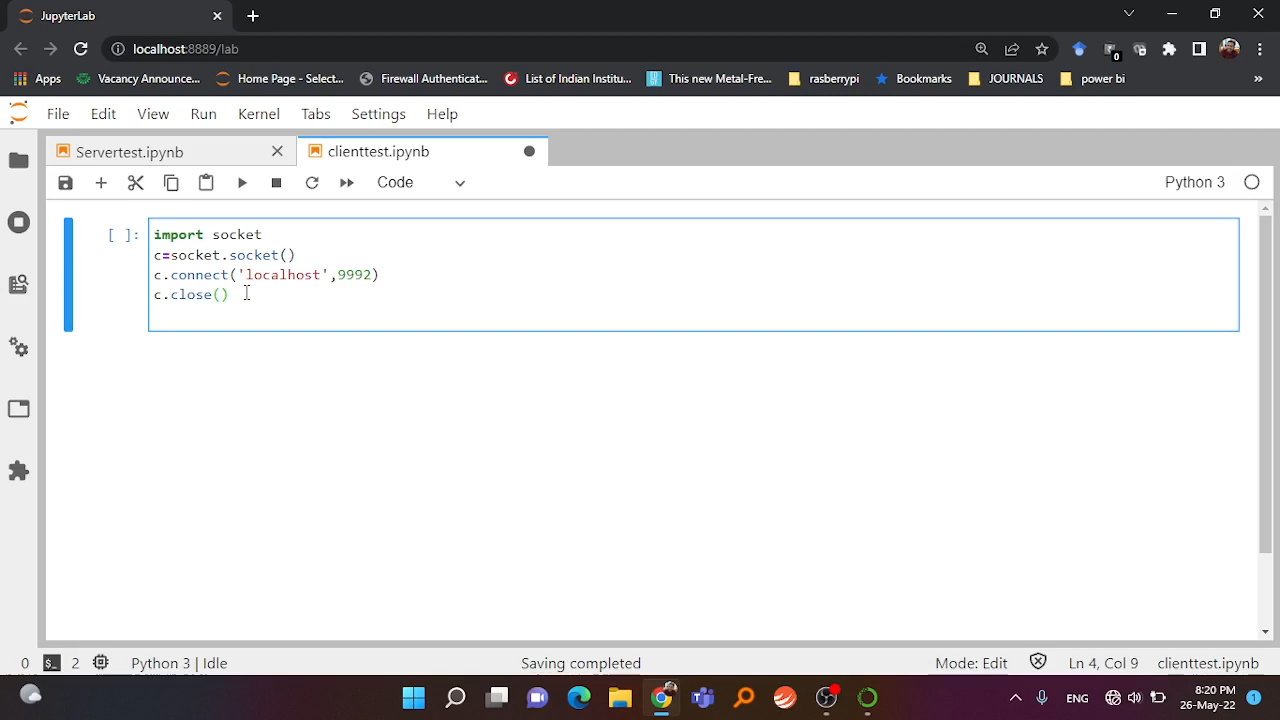 JupyterLab
localhost:8889/lab
0
Apps Vacancy Announce... Home Page - Select... Firewall Authenticat... List of Indian Institu... This new Metal-Fre... rasberrypi Bookmarks JOURNALS power bi »
File Edit View Run Kernel Tabs Settings Help
Servertest.ipynb clienttest.ipynb
Code Python 3
[ ]: import socket
c=socket.socket()
c.connect('localhost',9992)
c.close()
0 2 Python 3 | Idle Saving completed Mode: Edit Ln 4, Col 9 clienttest.ipynb
ENG 8:20 PM
26-May-22 1